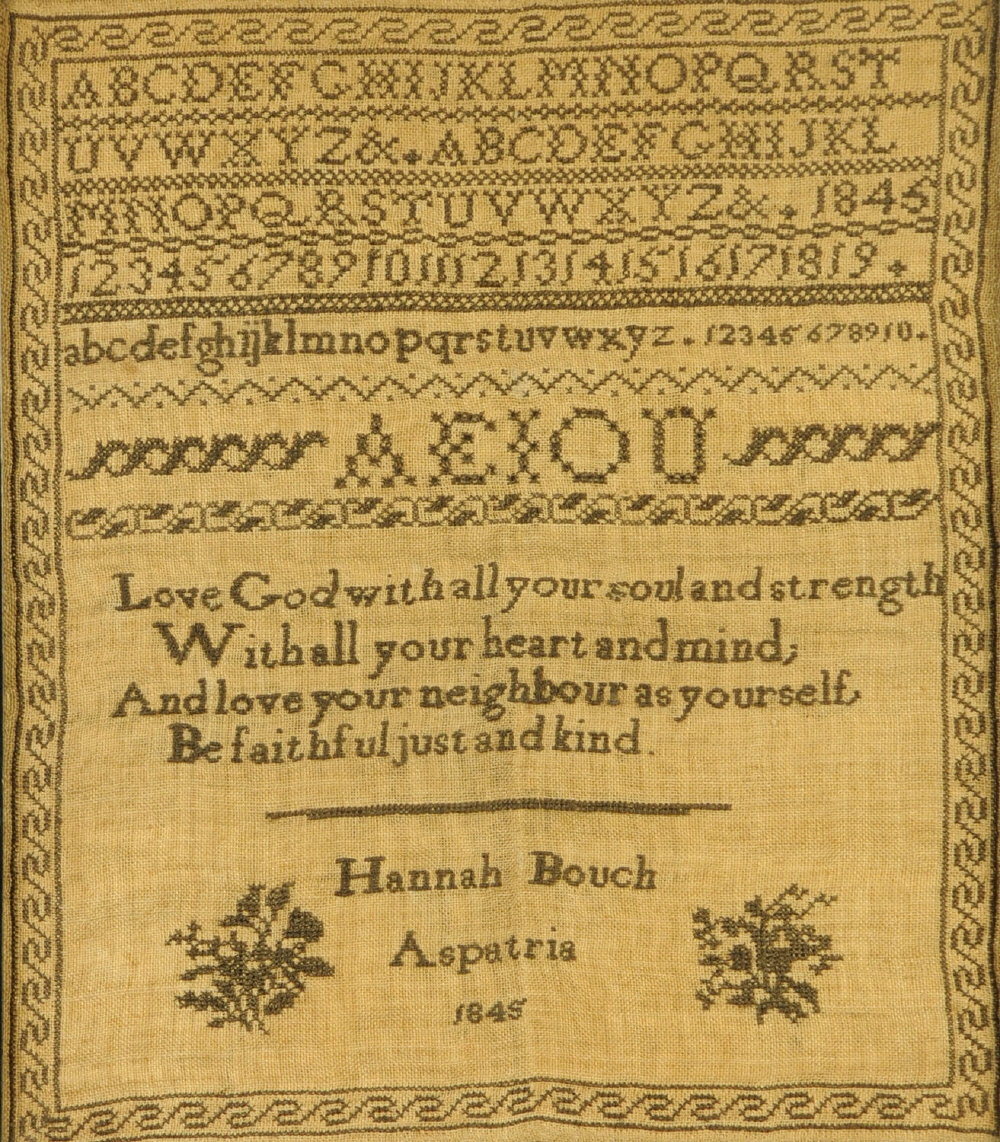 ABCDEFGHIJKLMNOPQRST
UVWXYZ&.ABCDEFGHIJKL
MNOPQRSTUVWXYZ&.1845
12345678910111213141516171819.
abcdefghijklmnopqrstuvwxyz.12345678910.
AEIOU
Love God with all your soul and strength
With all your heart and mind;
And love your neighbour as yourself,
Be faithful just and kind.
Hannah Bouch
Aspatria
1845